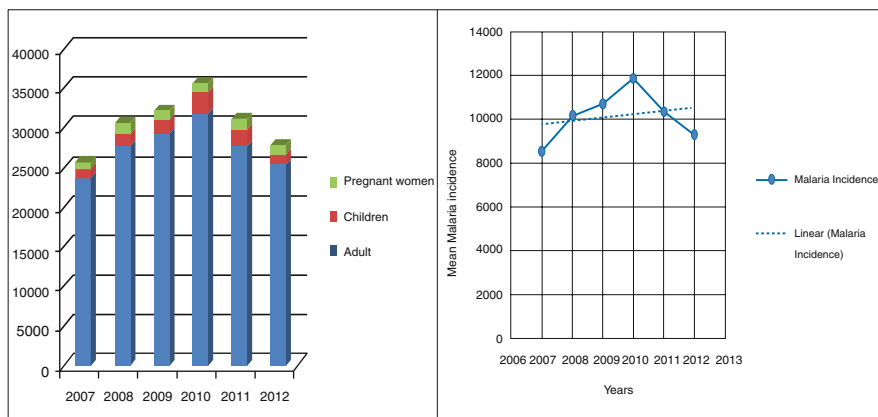 40000
35000
30000
25000
20000
15000
10000
5000
0
2007 2008 2009 2010 2011 2012
Pregnant women
Children
Adult
14000
12000
10000
8000
6000
4000
2000
0
Mean Malaria incidence
2006 2007 2008 2009 2010 2011 2012 2013
Years
Malaria Incidence
Linear (Malaria
Incidence)